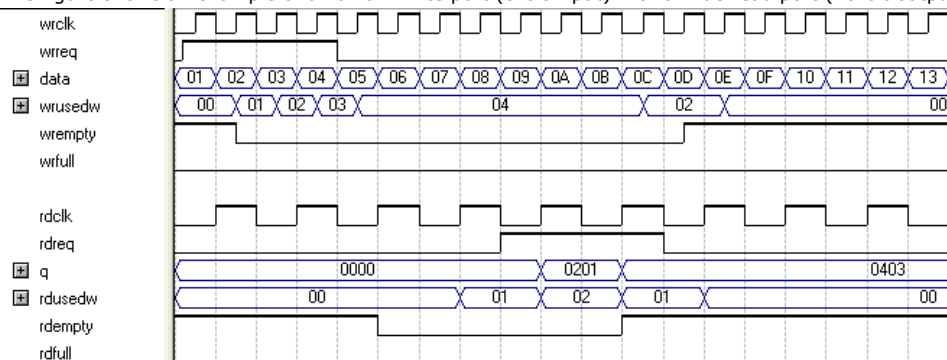 wrclk
wrreq
data 01 02 03 04 05 06 07 08 09 0A 0B 0C 0D 0E 0F 10 11 12 13
wrusedw 00 01 02 03 04 02 00
wrempty
wrfull
rdclk
rdreq
q 0000 0201 0403
rdusedw 00 01 02 01 00
rdempty
rdfull